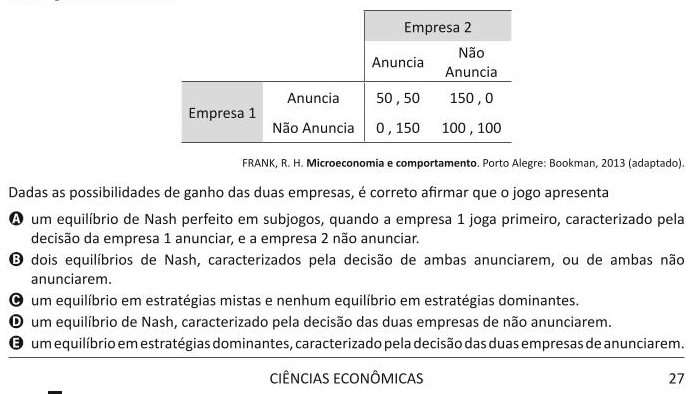 Empresa 2
Anuncia
Não
Anuncia
Empresa 1
Anuncia
50 , 50
150 , 0
Não Anuncia
0 , 150
100 , 100
FRANK, R. H. Microeconomia e comportamento. Porto Alegre: Bookman, 2013 (adaptado).
Dadas as possibilidades de ganho das duas empresas, é correto afirmar que o jogo apresenta
A um equilíbrio de Nash perfeito em subjogos, quando a empresa 1 joga primeiro, caracterizado pela
decisão da empresa 1 anunciar, e a empresa 2 não anunciar.
B dois equilíbrios de Nash, caracterizados pela decisão de ambas anunciarem, ou de ambas não
anunciarem.
C um equilíbrio em estratégias mistas e nenhum equilíbrio em estratégias dominantes.
D um equilíbrio de Nash, caracterizado pela decisão das duas empresas de não anunciarem.
E um equilíbrio em estratégias dominantes, caracterizado pela decisão das duas empresas de anunciarem.
CIÊNCIAS ECONÔMICAS
27